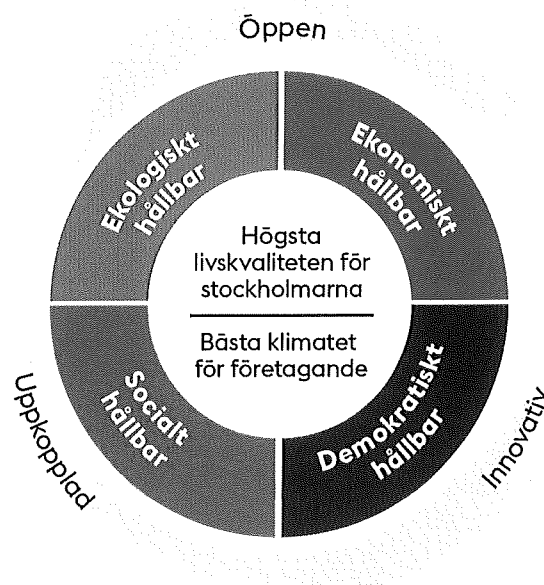 Öppen
Ekologiskt
hållbar
Ekonomiskt
hållbar
Högsta
livskvaliteten för
stockholmarna
Bästa klimatet
för företagande
Socialt
hållbar
Demokratiskt
hållbar
Uppkopplad
Innovativ